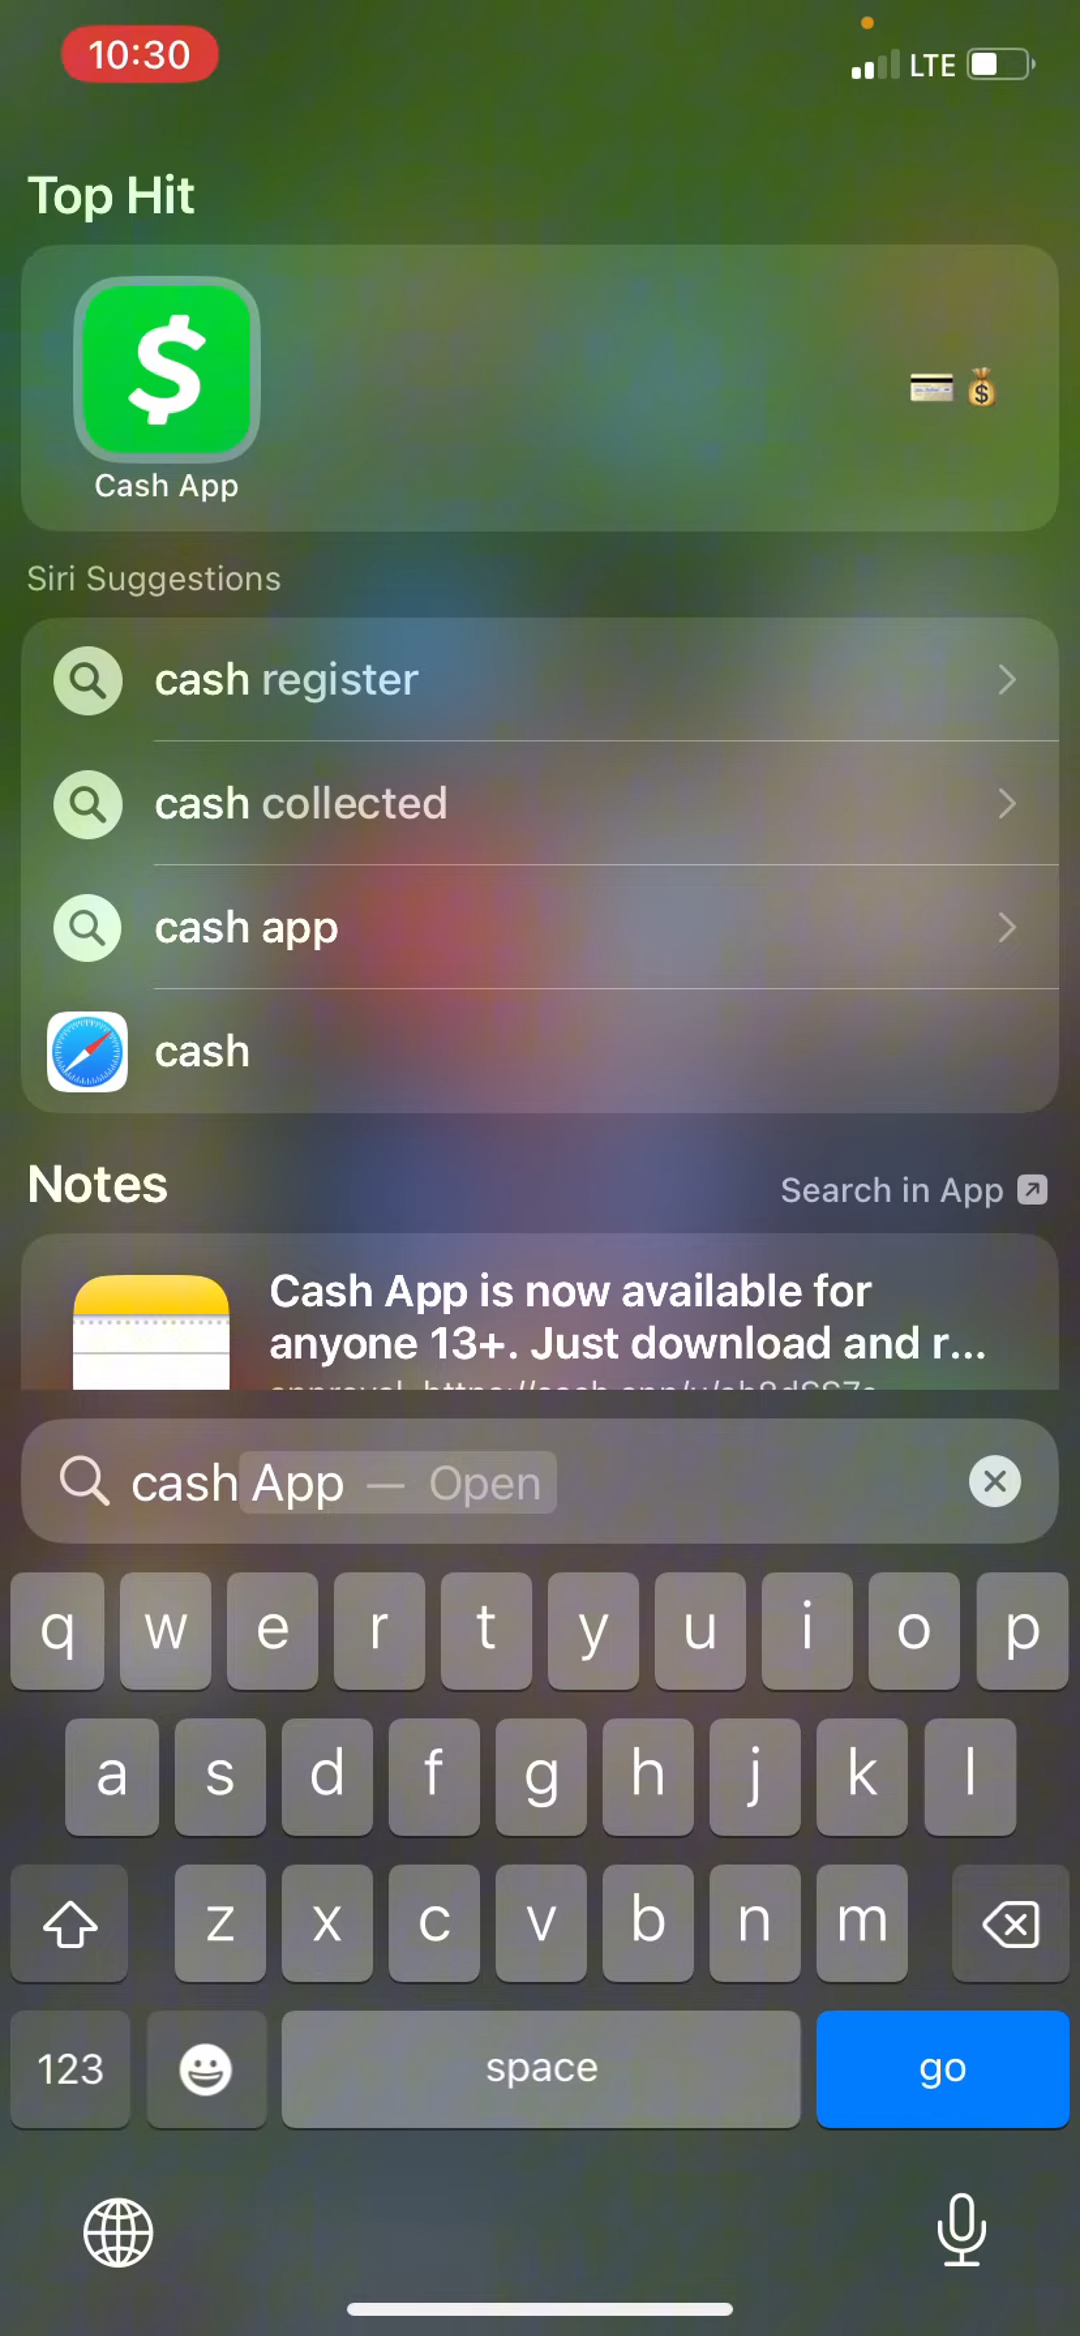 10:30
LTE
Top Hit
Cash App
Siri Suggestions
cash register
cash collected
cash app
cash
Notes
Search in App
Cash App is now available for
anyone 13+. Just download and r...
cash App — Open
q w e r t y u i o p
a s d f g h j k l
z x c v b n m
123 space go